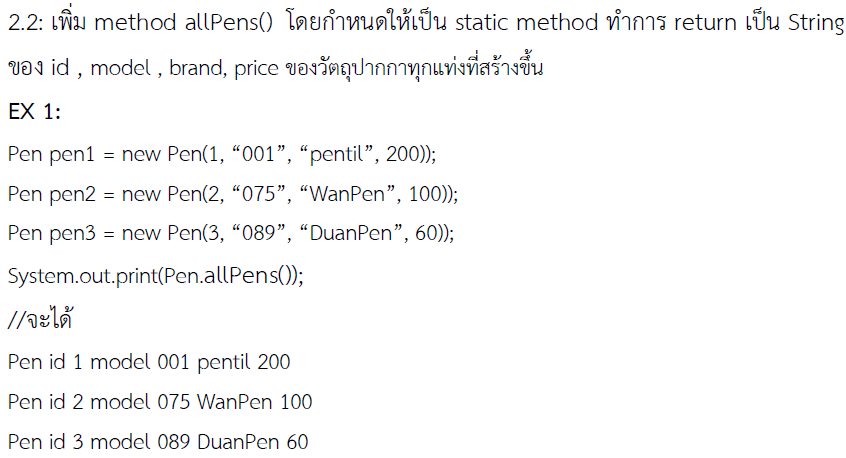 2.2: เพิ่ม method allPens() โดยกำหนดให้เป็น static method ทำการ return เป็น String
ของ id , model , brand, price ของวัตถุปากกาทุกแท่งที่สร้างขึ้น
EX 1:
Pen pen1 = new Pen(1, “001”, “pentil”, 200));
Pen pen2 = new Pen(2, “075”, “WanPen”, 100));
Pen pen3 = new Pen(3, “089”, “DuanPen”, 60));
System.out.print(Pen.allPens());
//จะได้
Pen id 1 model 001 pentil 200
Pen id 2 model 075 WanPen 100
Pen id 3 model 089 DuanPen 60